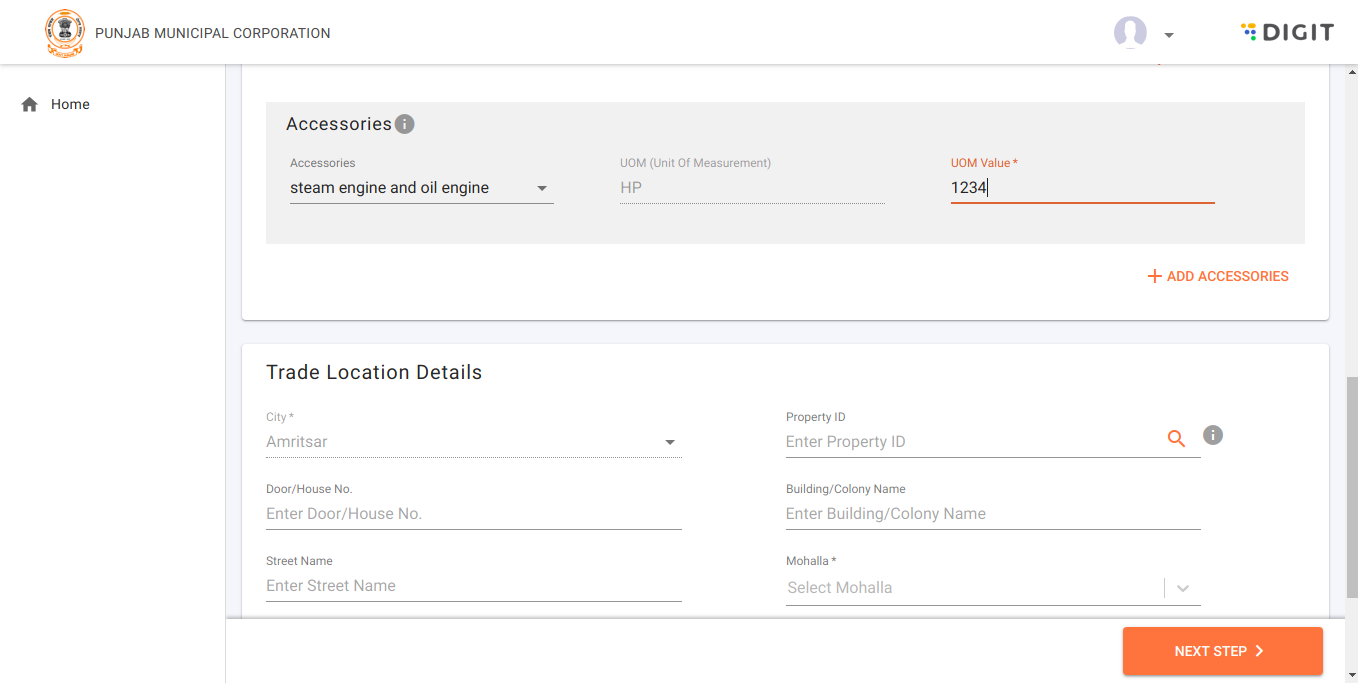 PUNJAB MUNICIPAL CORPORATION
DIGIT
Home
Accessories
Accessories
UOM (Unit Of Measurement)
UOM Value *
steam engine and oil engine
HP
1234
ADD ACCESSORIES
Trade Location Details
City *
Property ID
Amritsar
Enter Property ID
Door/House No.
Building/Colony Name
Enter Door/House No.
Enter Building/Colony Name
Street Name
Mohalla *
Enter Street Name
Select Mohalla
NEXT STEP